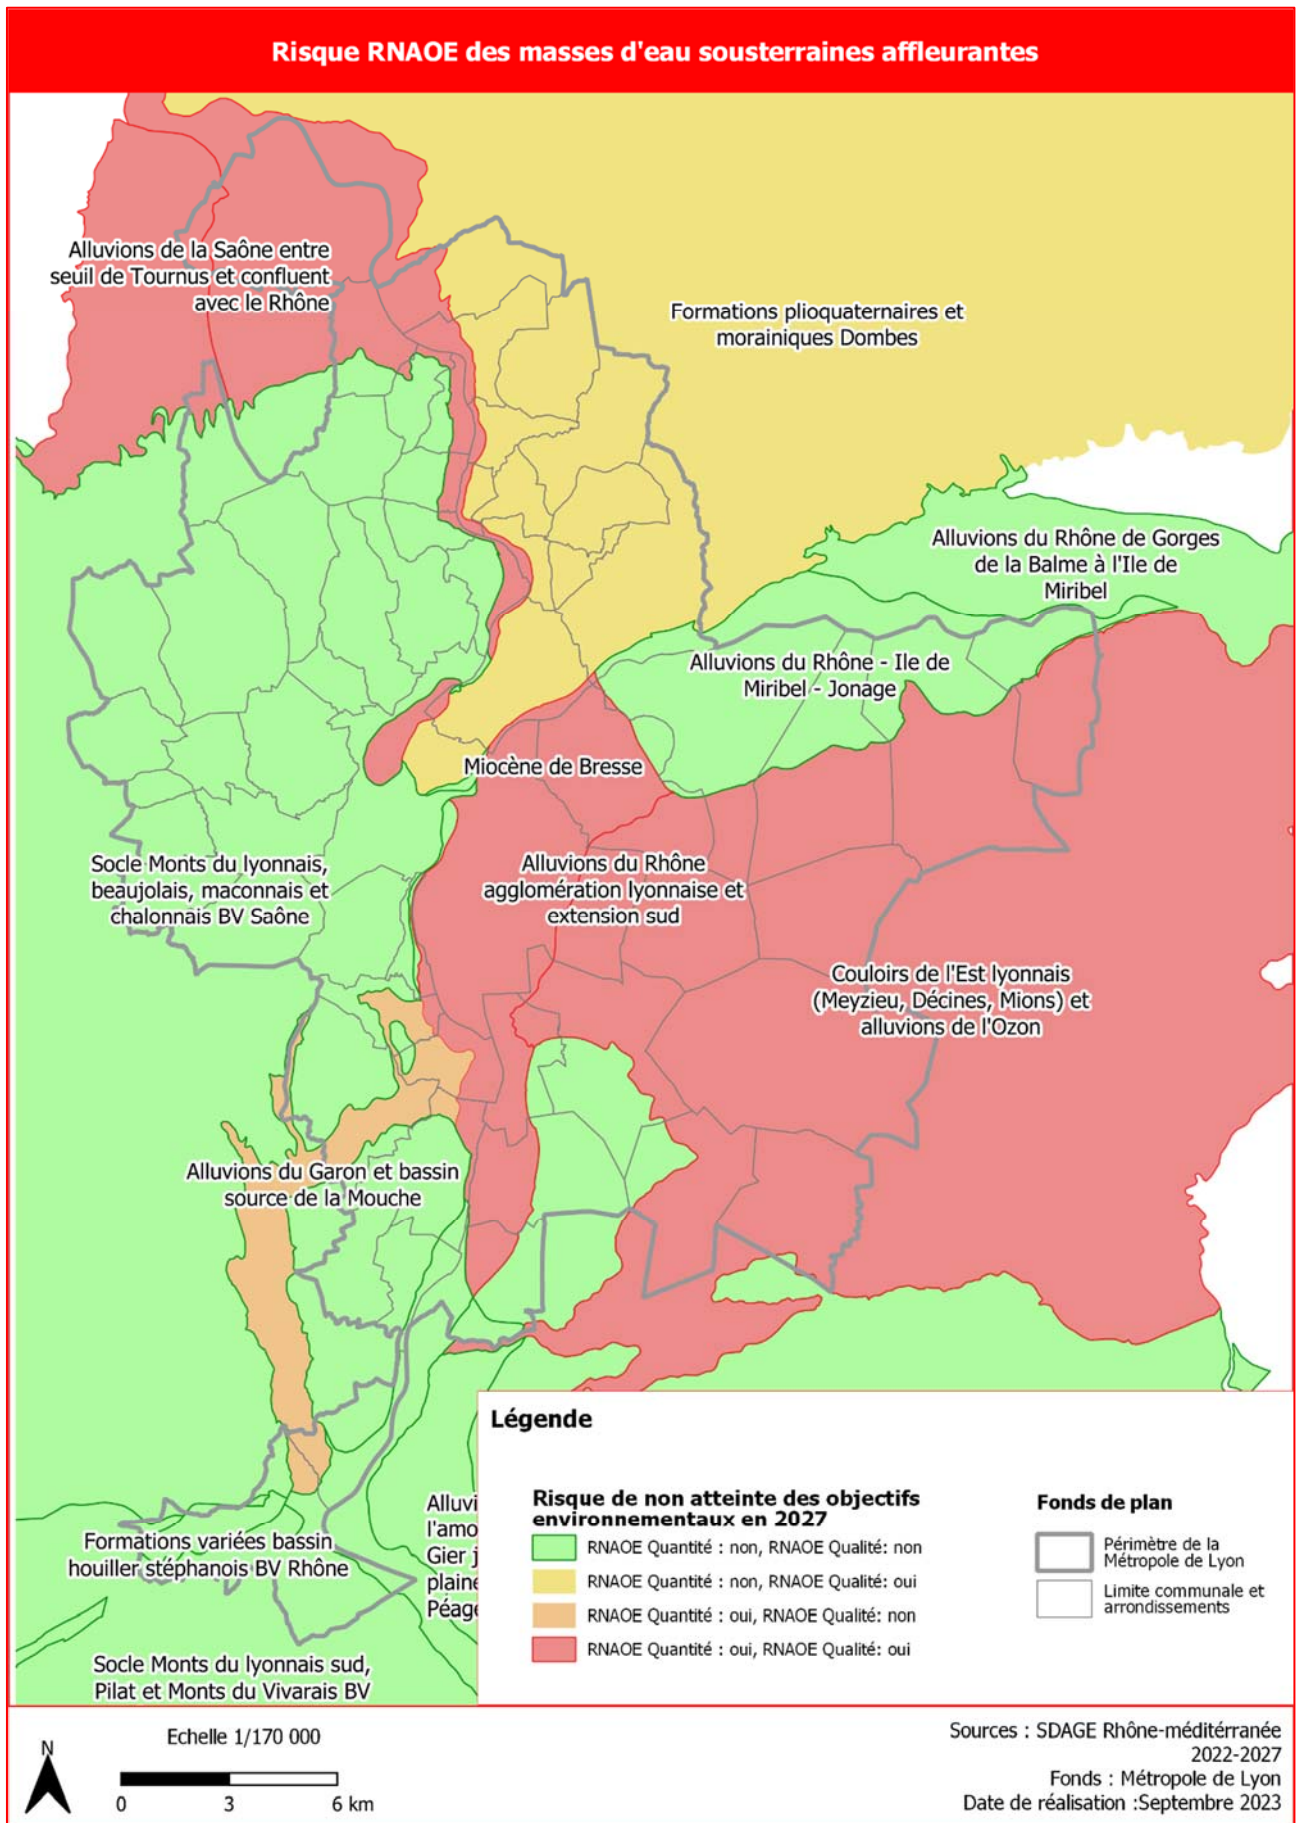 Risque RNAOE des masses d'eau sousterraines affleurantes
Alluvions de la Saône entre
seuil de Tournus et confluent
avec le Rhône
Formations plioquaternaires et
morainiques Dombes
Alluvions du Rhône de Gorges
de la Balme à l'Ile de
Miribel
Alluvions du Rhône - Ile de
Miribel - Jonage
Miocène de Bresse
Socle Monts du lyonnais,
beaujolais, maconnais et
chalonnais BV Saône
Alluvions du Rhône
agglomération lyonnaise et
extension sud
Couloirs de l'Est lyonnais
(Meyzieu, Décines, Mions) et
alluvions de l'Ozon
Alluvions du Garon et bassin
source de la Mouche
Alluvi
l'amo
Gier j
plaine
Péage
Formations variées bassin
houiller stéphanois BV Rhône
Socle Monts du lyonnais sud,
Pilat et Monts du Vivarais BV
Légende
Risque de non atteinte des objectifs
environnementaux en 2027
RNAOE Quantité : non, RNAOE Qualité: non
RNAOE Quantité : non, RNAOE Qualité: oui
RNAOE Quantité : oui, RNAOE Qualité: non
RNAOE Quantité : oui, RNAOE Qualité: oui
Fonds de plan
Périmètre de la
Métropole de Lyon
Limite communale et
arrondissements
N
Echelle 1/170 000
0 3 6 km
Sources : SDAGE Rhône-méditérranée
2022-2027
Fonds : Métropole de Lyon
Date de réalisation :Septembre 2023